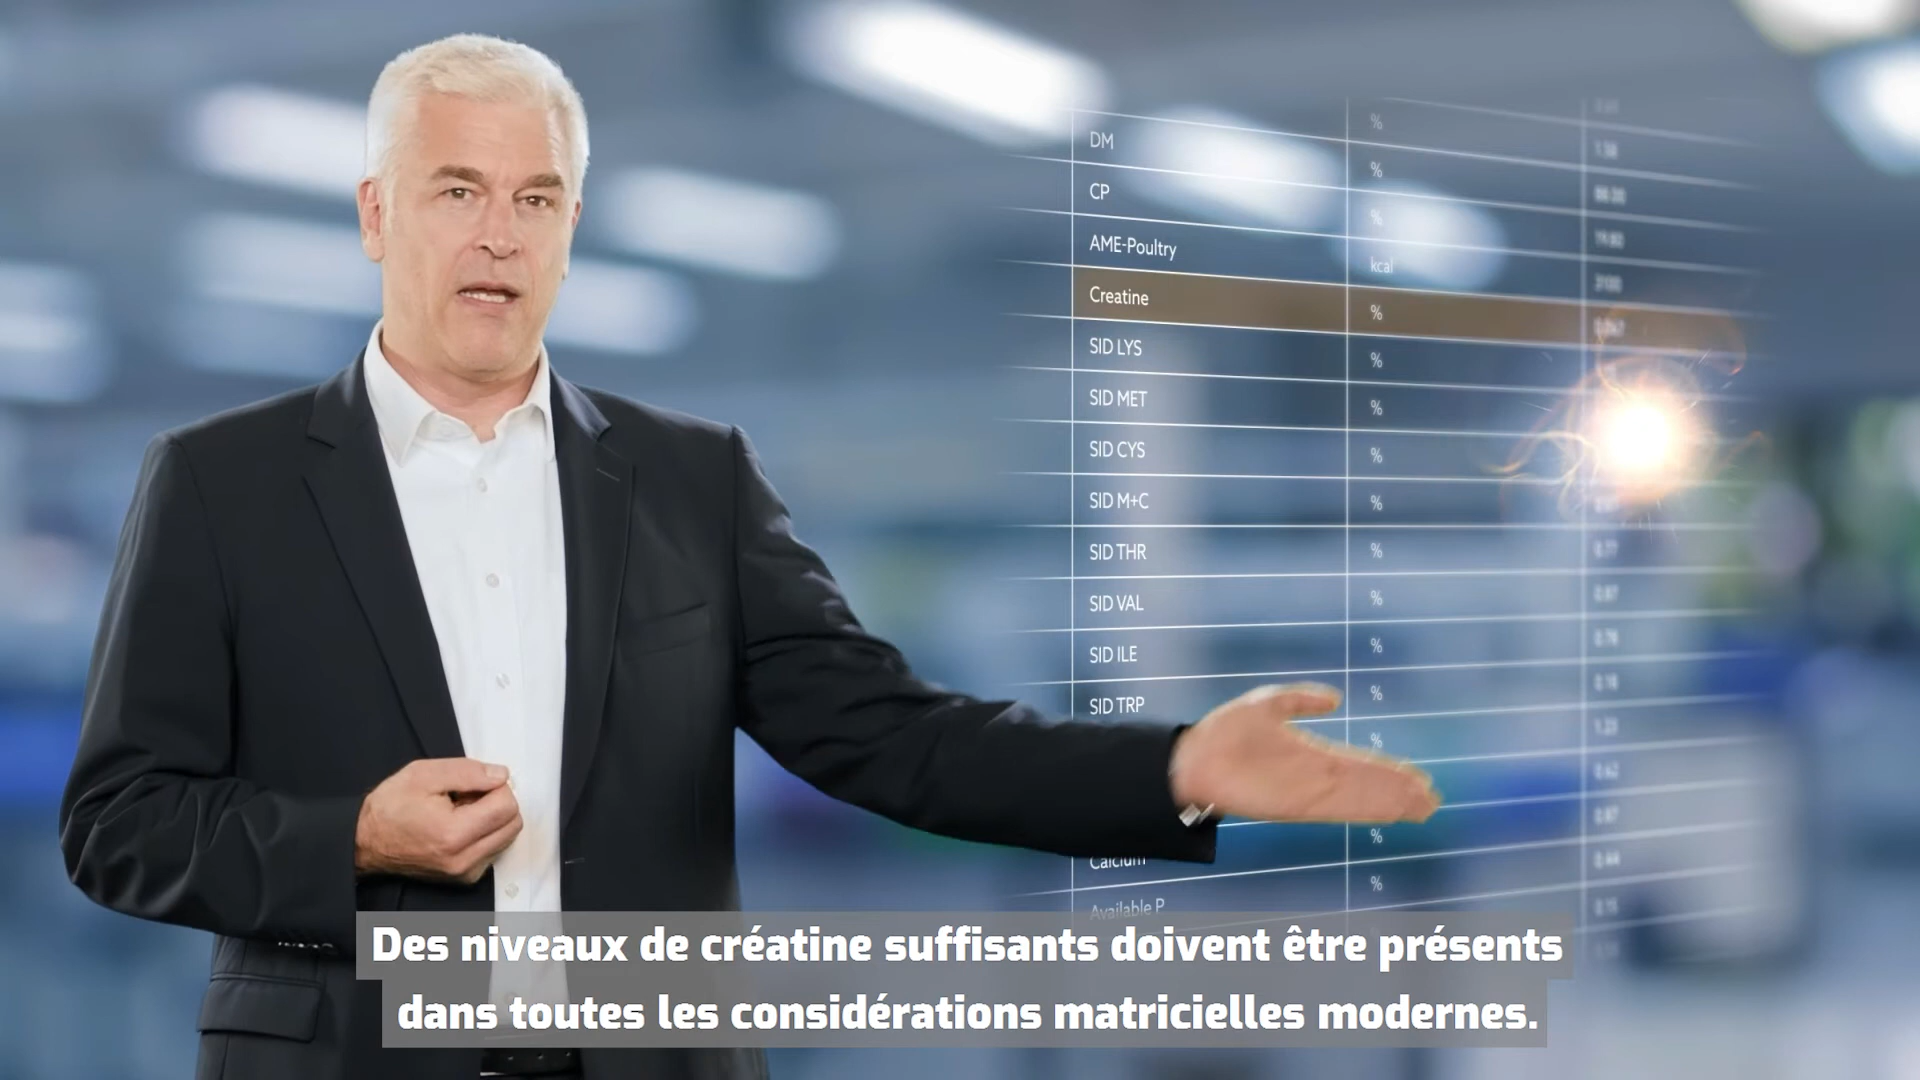 %
DM
%
CP
%
AME-Poultry
kcal
Creatine
%
SID LYS
%
SID MET
%
SID CYS
%
SID M+C
%
SID THR
%
SID VAL
%
SID ILE
%
SID TRP
%
%
Calcium
%
Available P
Des niveaux de créatine suffisants doivent être présents
dans toutes les considérations matricielles modernes.